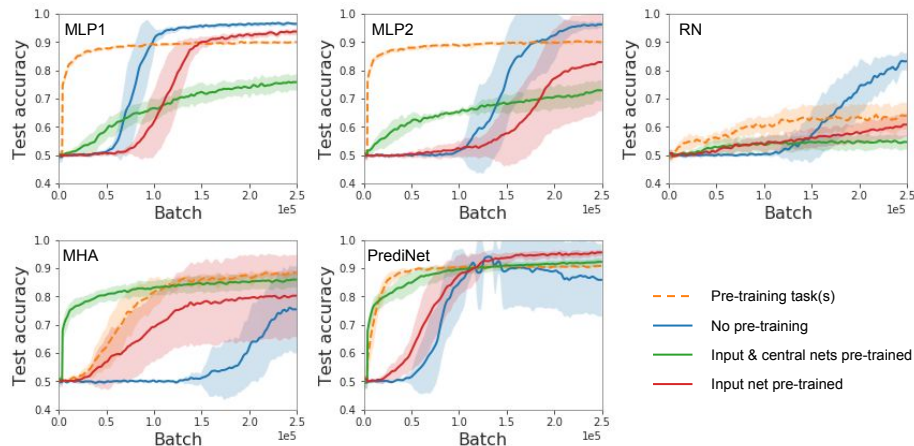 MLP1
Test accuracy
1.0
0.9
0.8
0.7
0.6
0.5
0.4
0.0 0.5 1.0 1.5 2.0 2.5
Batch 1e5
MLP2
Test accuracy
1.0
0.9
0.8
0.7
0.6
0.5
0.4
0.0 0.5 1.0 1.5 2.0 2.5
Batch 1e5
RN
Test accuracy
1.0
0.9
0.8
0.7
0.6
0.5
0.4
0.0 0.5 1.0 1.5 2.0 2.5
Batch 1e5
MHA
Test accuracy
1.0
0.9
0.8
0.7
0.6
0.5
0.4
0.0 0.5 1.0 1.5 2.0 2.5
Batch 1e5
PrediNet
Test accuracy
1.0
0.9
0.8
0.7
0.6
0.5
0.4
0.0 0.5 1.0 1.5 2.0 2.5
Batch 1e5
Pre-training task(s)
No pre-training
Input & central nets pre-trained
Input net pre-trained